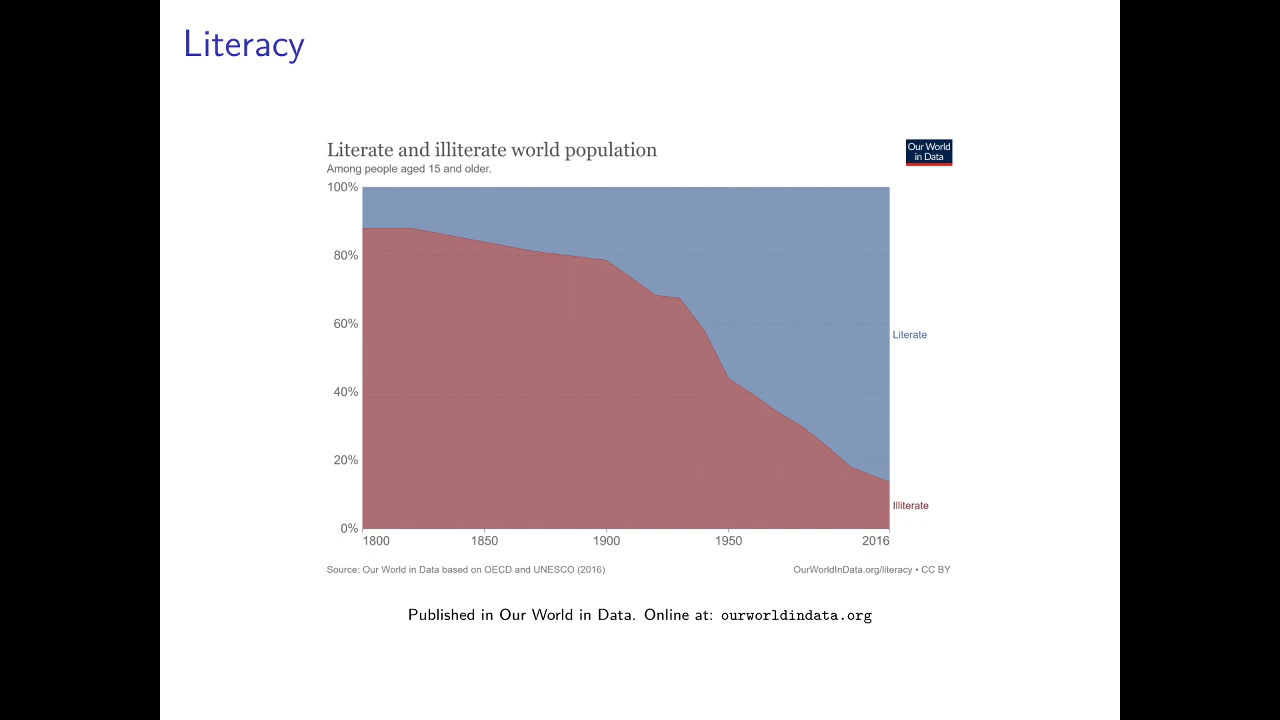 Literacy
Literate and illiterate world population
Among people aged 15 and older.
Our World
in Data
100%
80%
60%
40%
20%
0%
Literate
Illiterate
1800 1850 1900 1950 2016
Source: Our World in Data based on OECD and UNESCO (2016) OurWorldInData.org/literacy • CC BY
Published in Our World in Data. Online at: ourworldindata.org